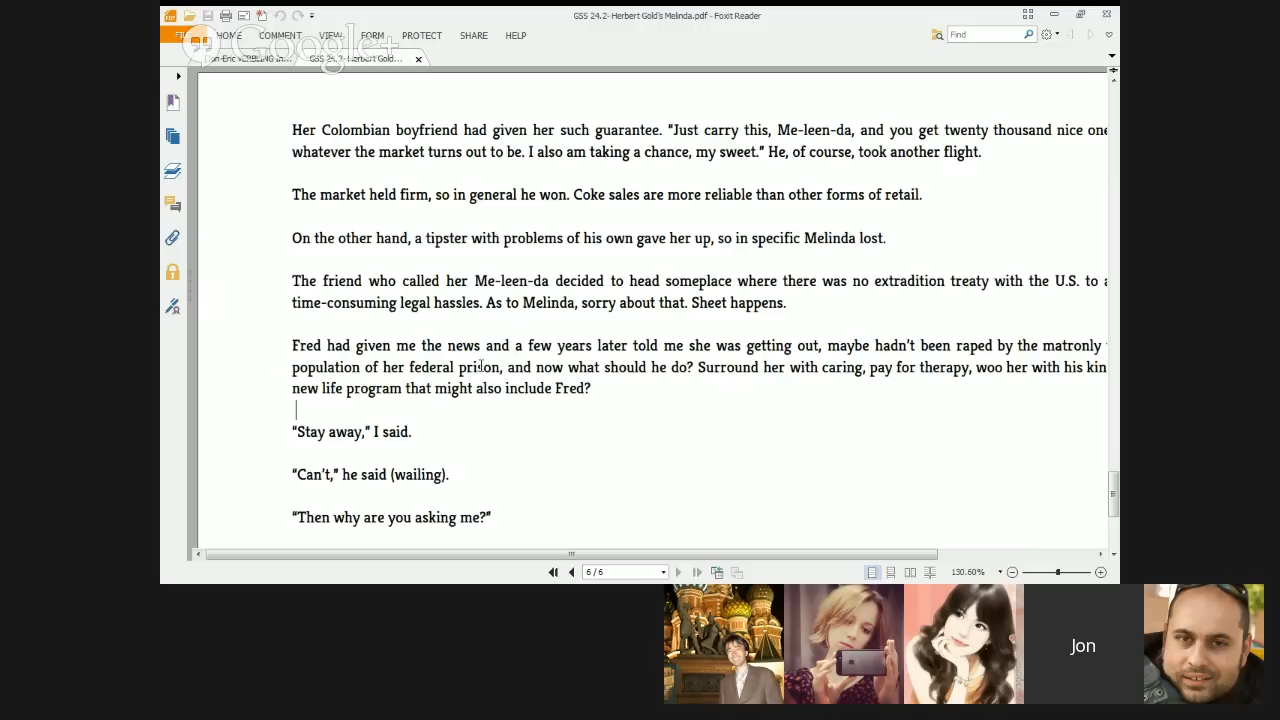 GSS 24.2- Herbert Gold's Melinda.pdf - Foxit Reader
HOME COMMENT VIEW FORM PROTECT SHARE HELP
Find
Google+
GSS 24.2- Herbert Gold's...
Her Colombian boyfriend had given her such guarantee. “Just carry this, Me-leen-da, and you get twenty thousand nice one
whatever the market turns out to be. I also am taking a chance, my sweet.” He, of course, took another flight.
The market held firm, so in general he won. Coke sales are more reliable than other forms of retail.
On the other hand, a tipster with problems of his own gave her up, so in specific Melinda lost.
The friend who called her Me-leen-da decided to head someplace where there was no extradition treaty with the U.S. to a
time-consuming legal hassles. As to Melinda, sorry about that. Sheet happens.
Fred had given me the news and a few years later told me she was getting out, maybe hadn’t been raped by the matronly
population of her federal prison, and now what should he do? Surround her with caring, pay for therapy, woo her with his kin
new life program that might also include Fred?
“Stay away,” I said.
“Can’t,” he said (wailing).
“Then why are you asking me?”
6 / 6
130.60%
Jon